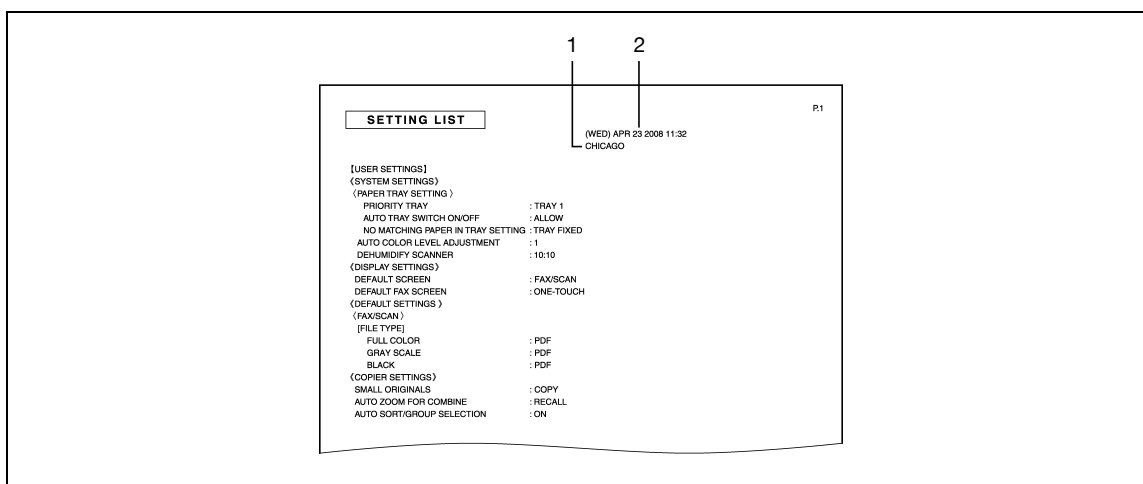 1 2
P.1
SETTING LIST
(WED) APR 23 2008 11:32
CHICAGO
【USER SETTINGS】
《SYSTEM SETTINGS》
〈PAPER TRAY SETTING 〉
PRIORITY TRAY : TRAY 1
AUTO TRAY SWITCH ON/OFF : ALLOW
NO MATCHING PAPER IN TRAY SETTING : TRAY FIXED
AUTO COLOR LEVEL ADJUSTMENT : 1
DEHUMIDIFY SCANNER : 10:10
《DISPLAY SETTINGS》
DEFAULT SCREEN : FAX/SCAN
DEFAULT FAX SCREEN : ONE-TOUCH
《DEFAULT SETTINGS 》
〈FAX/SCAN 〉
[FILE TYPE]
FULL COLOR : PDF
GRAY SCALE : PDF
BLACK : PDF
《COPIER SETTINGS》
SMALL ORIGINALS : COPY
AUTO ZOOM FOR COMBINE : RECALL
AUTO SORT/GROUP SELECTION : ON